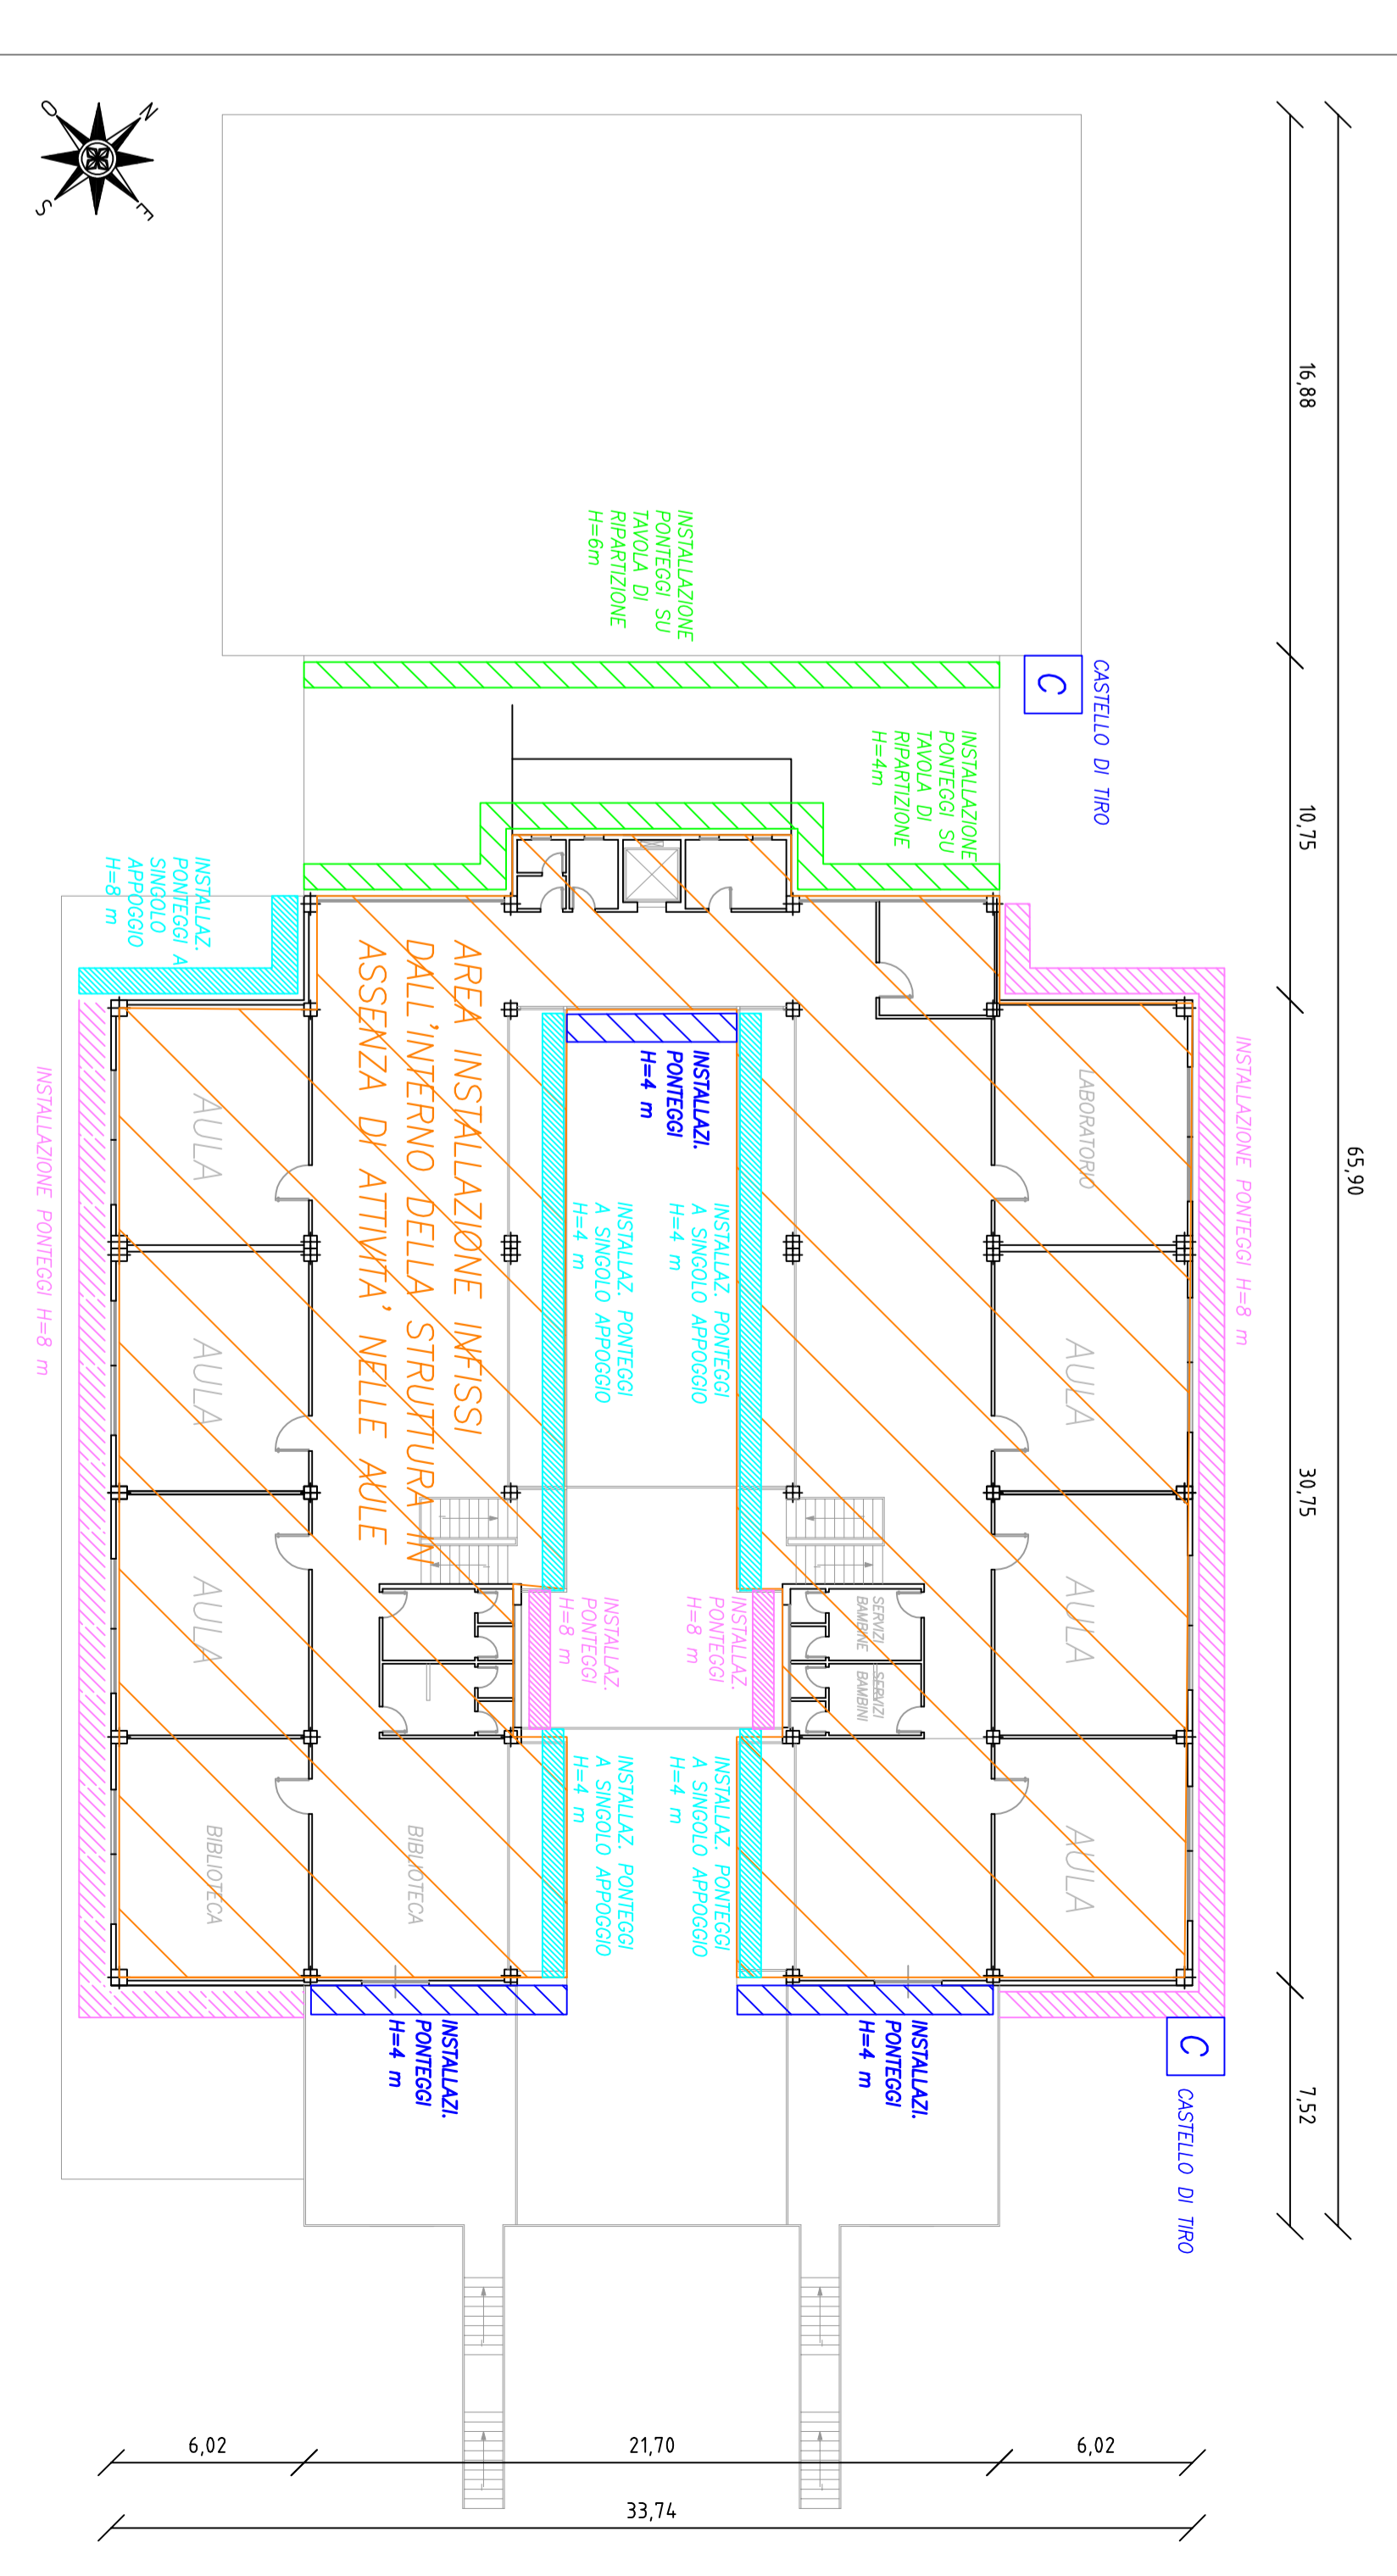 O
N
S
E
16,88
10,75
65,90
30,75
7,52
CASTELLO DI TIRO
C
INSTALLAZIONE
PONTEGGI SU
TAVOLA DI
RIPARTIZIONE
H=6m
INSTALLAZIONE
PONTEGGI SU
TAVOLA DI
RIPARTIZIONE
H=4m
INSTALLAZ.
PONTEGGI A
SINGOLO
APPOGGIO
H=8 m
INSTALLAZIONE PONTEGGI H=8 m
LABORATORIO
AULA
AULA
AULA
INSTALLAZI.
PONTEGGI
H=4 m
INSTALLAZ. PONTEGGI
A SINGOLO APPOGGIO
H=4 m
INSTALLAZ. PONTEGGI
A SINGOLO APPOGGIO
H=4 m
AREA INSTALLAZIONE INFISSI
DALL'INTERNO DELLA STRUTTURA IN
ASSENZA DI ATTIVITA' NELLE AULE
AULA
AULA
AULA
INSTALLAZIONE PONTEGGI H=8 m
SERVIZI
BAMBINE
SERVIZI
BAMBINI
INSTALLAZ.
PONTEGGI
H=8 m
INSTALLAZ.
PONTEGGI
H=8 m
INSTALLAZ. PONTEGGI
A SINGOLO APPOGGIO
H=4 m
INSTALLAZ. PONTEGGI
A SINGOLO APPOGGIO
H=4 m
BIBLIOTECA
BIBLIOTECA
C
CASTELLO DI TIRO
INSTALLAZI.
PONTEGGI
H=4 m
INSTALLAZI.
PONTEGGI
H=4 m
6,02
21,70
6,02
33,74